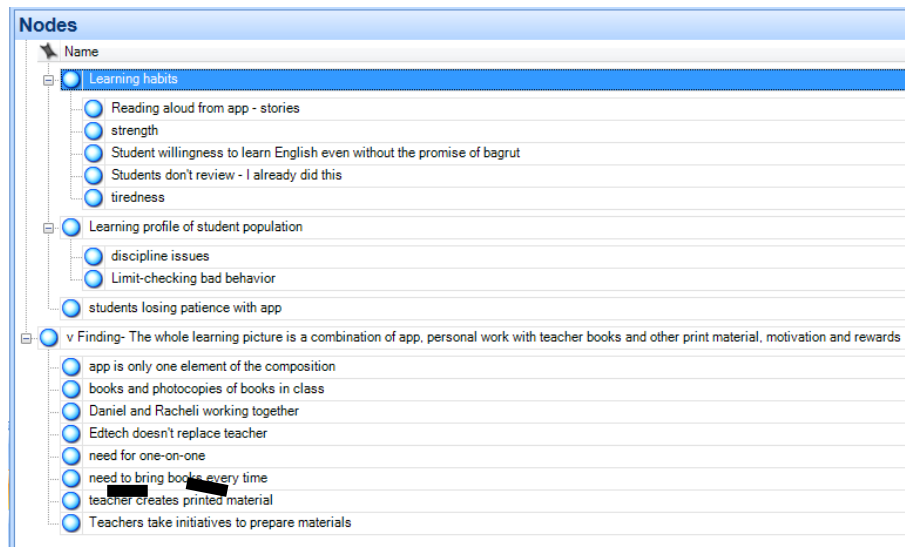 Nodes
Name
Learning habits
Reading aloud from app - stories
strength
Student willingness to learn English even without the promise of bagrut
Students don't review - I already did this
tiredness
Learning profile of student population
discipline issues
Limit-checking bad behavior
students losing patience with app
v Finding- The whole learning picture is a combination of app, personal work with teacher books and other print material, motivation and rewards
app is only one element of the composition
books and photocopies of books in class
Daniel and Racheli working together
Edtech doesn't replace teacher
need for one-on-one
need to bring books every time
teacher creates printed material
Teachers take initiatives to prepare materials